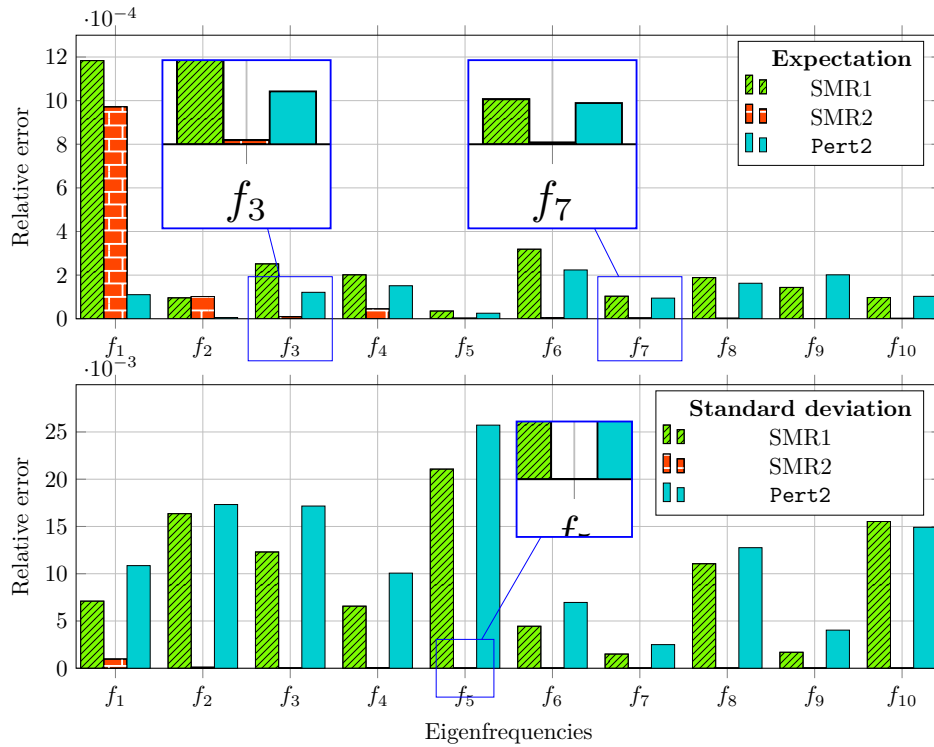 ·10⁻⁴
Relative error
12
10
8
6
4
2
0
Expectation
SMR1
SMR2
Pert2
f₃
f₇
f₁ f₂ f₃ f₄ f₅ f₆ f₇ f₈ f₉ f₁₀
·10⁻³
Relative error
25
20
15
10
5
0
Standard deviation
SMR1
SMR2
Pert2
f₁ f₂ f₃ f₄ f₅ f₆ f₇ f₈ f₉ f₁₀
Eigenfrequencies